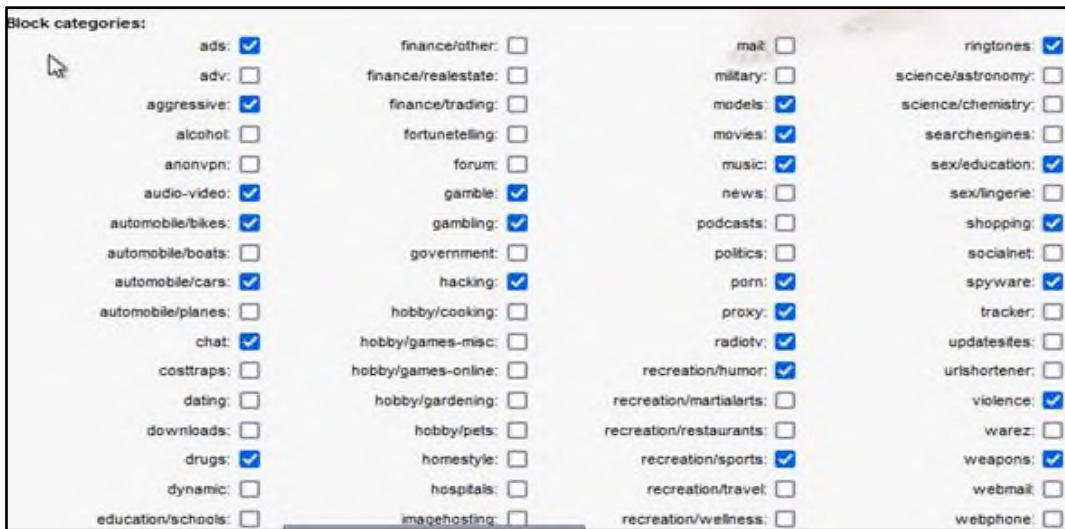 Block categories:
ads: finance/other: mail: ringtones:
adv: finance/realestate: military: science/astronomy:
aggressive: finance/trading: models: science/chemistry:
alcohol: fortunetelling: movies: searchengines:
anonvpn: forum: music: sex/education:
audio-video: gamble: news: sex/lingerie:
automobile/bikes: gambling: podcasts: shopping:
automobile/boats: government: politics: socialnet:
automobile/cars: hacking: porn: spyware:
automobile/planes: hobby/cooking: proxy: tracker:
chat: hobby/games-misc: radiotv: updatesites:
costtraps: hobby/games-online: recreation/humor: urlshortener:
dating: hobby/gardening: recreation/martialarts: violence:
downloads: hobby/pets: recreation/restaurants: warez:
drugs: homestyle: recreation/sports: weapons:
dynamic: hospitals: recreation/travel: webmail:
education/schools: imagehosting: recreation/wellness: webphone: